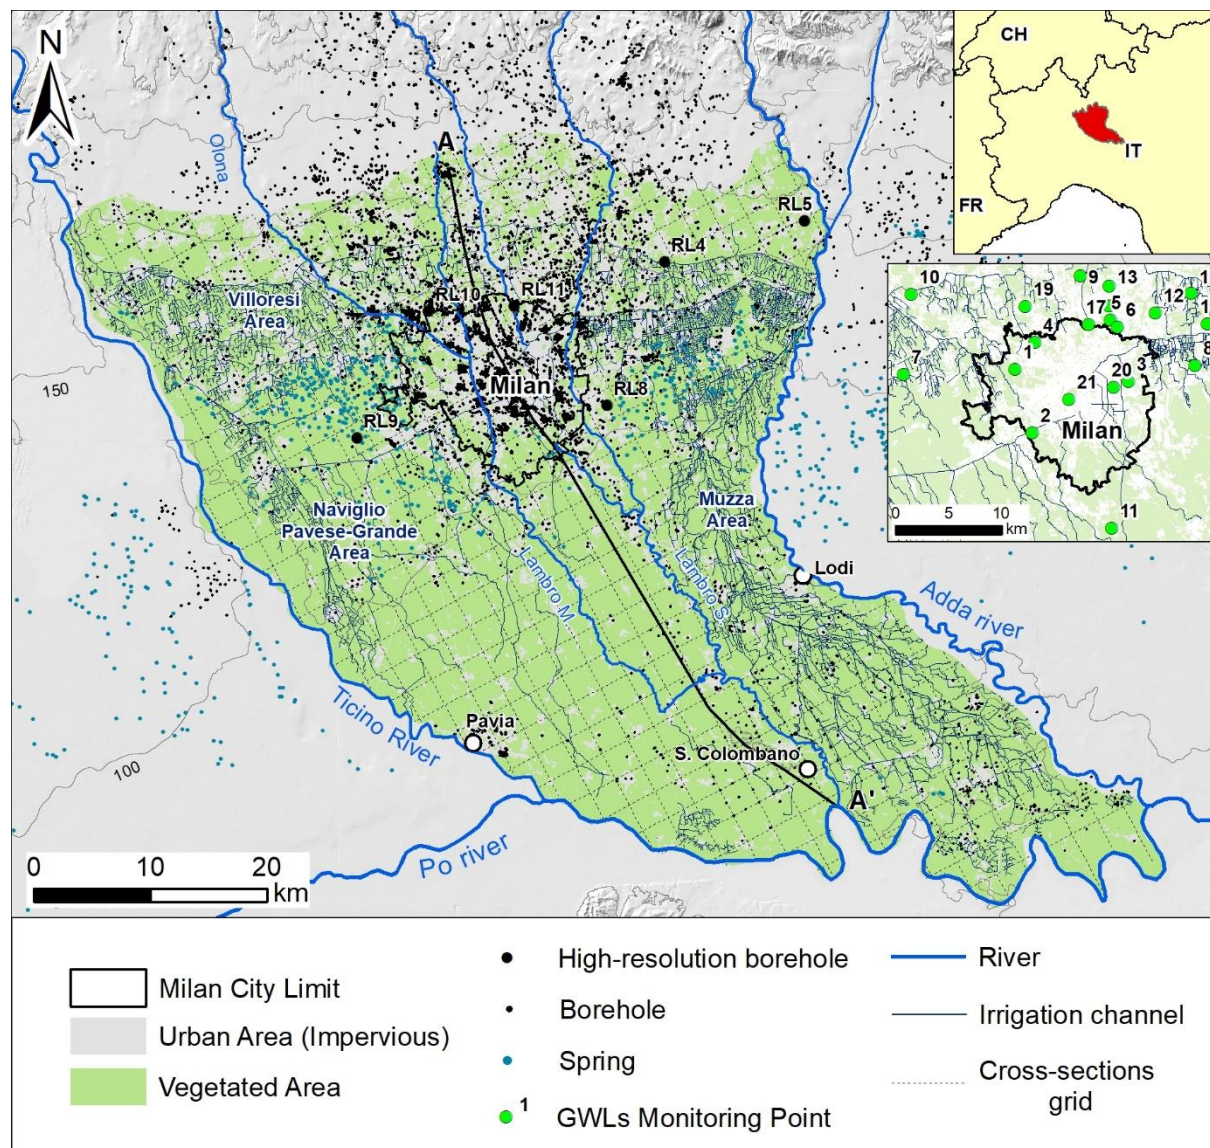 N
CH
IT
FR
Olona
A
RL5
RL4
Villoresi
Area
RL10
RL11
150
Milan
RL8
RL9
Muzza
Area
Naviglio
Pavese-Grande
Area
Lodi
Lambro M.
Lambro S.
Adda river
Ticino River
Pavia
S. Colombano
A'
100
Po river
0 10 20
km
10
9
13
19
12
17
5
6
4
1
7
8
20
3
21
2
Milan
11
0 5 10
km
Milan City Limit
Urban Area (Impervious)
Vegetated Area
High-resolution borehole
Borehole
Spring
1
GWLs Monitoring Point
River
Irrigation channel
Cross-sections
grid